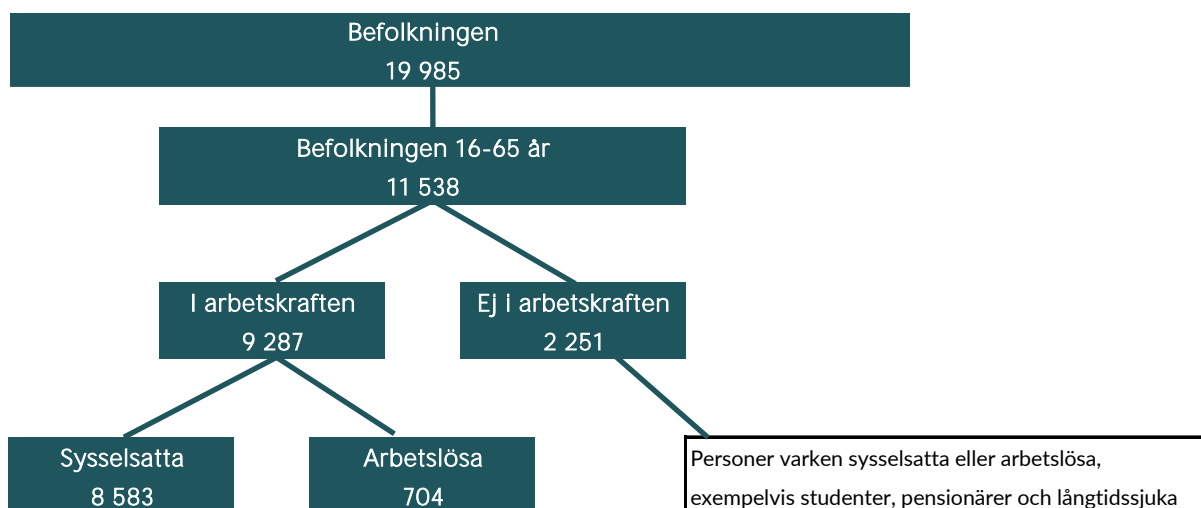 Befolkningen
19 985
Befolkningen 16-65 år
11 538
I arbetskraften
9 287
Ej i arbetskraften
2 251
Sysselsatta
8 583
Arbetslösa
704
Personer varken sysselsatta eller arbetslösa,
exempelvis studenter, pensionärer och långtidssjuka